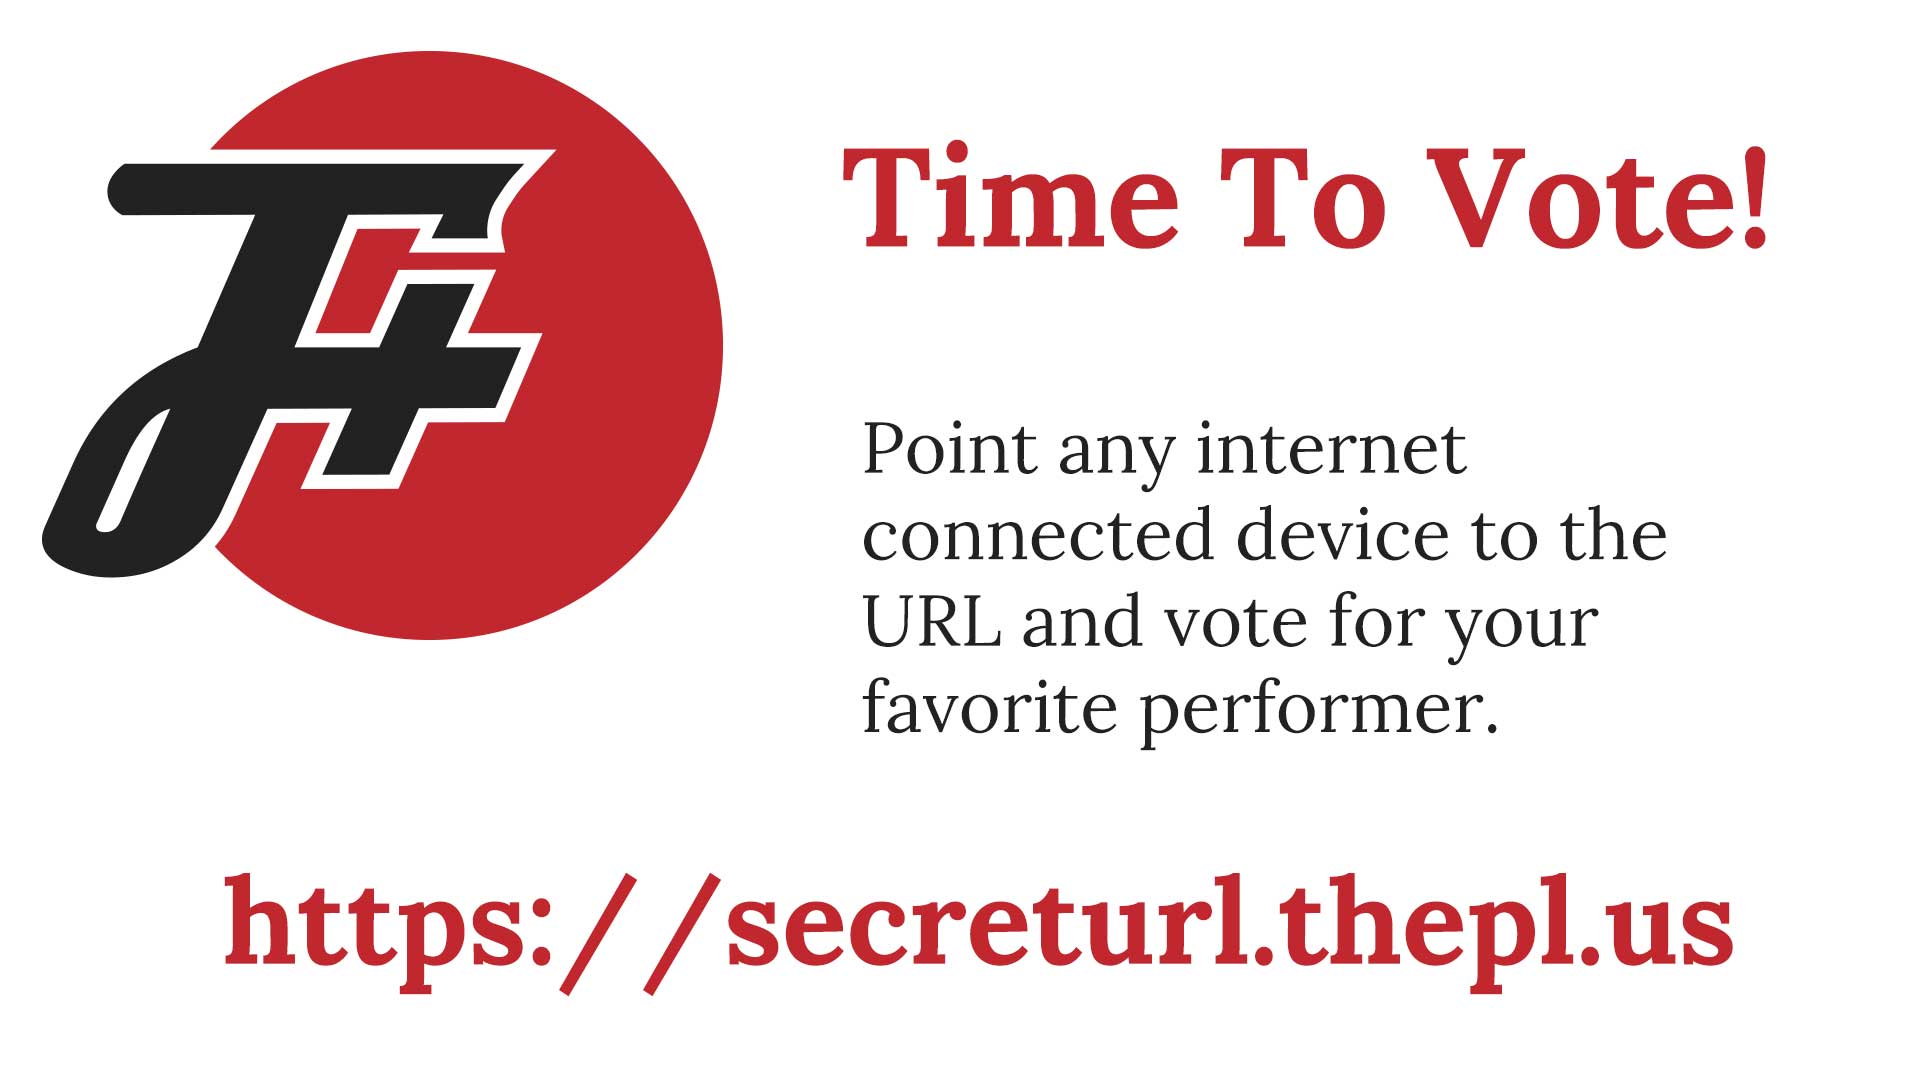 Time To Vote!
Point any internet
connected device to the
URL and vote for your
favorite performer.
https://secreturl.thepl.us